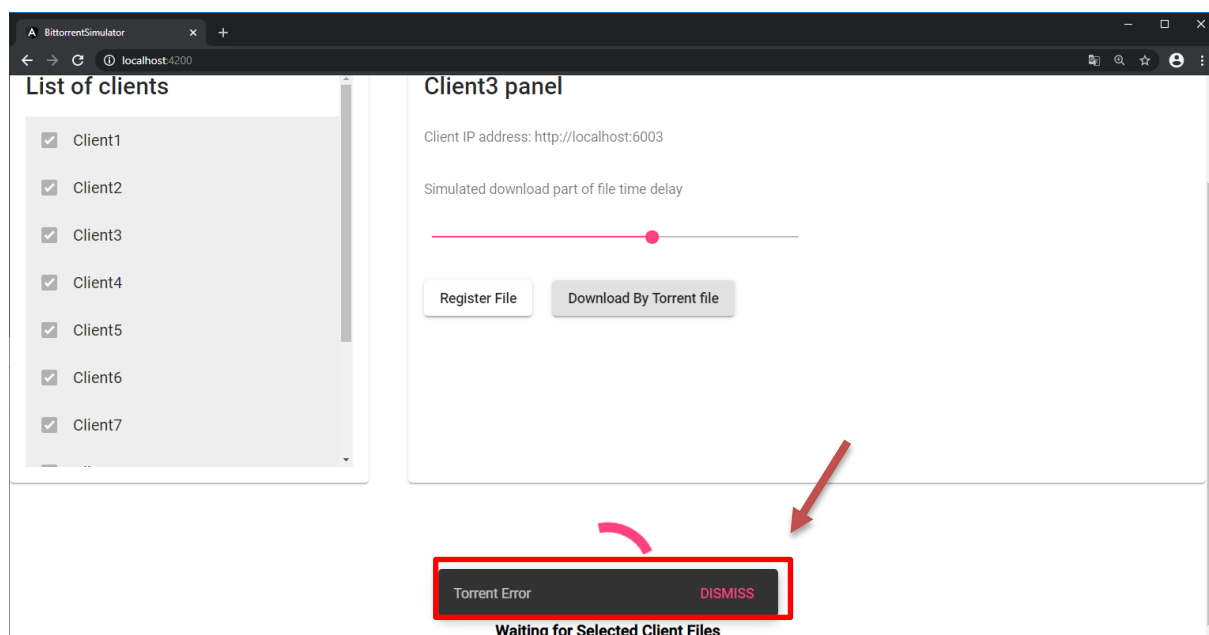 BittorrentSimulator
localhost:4200
List of clients
Client1
Client2
Client3
Client4
Client5
Client6
Client7
Client3 panel
Client IP address: http://localhost:6003
Simulated download part of file time delay
Register File
Download By Torrent file
Torrent Error DISMISS
Waiting for Selected Client Files